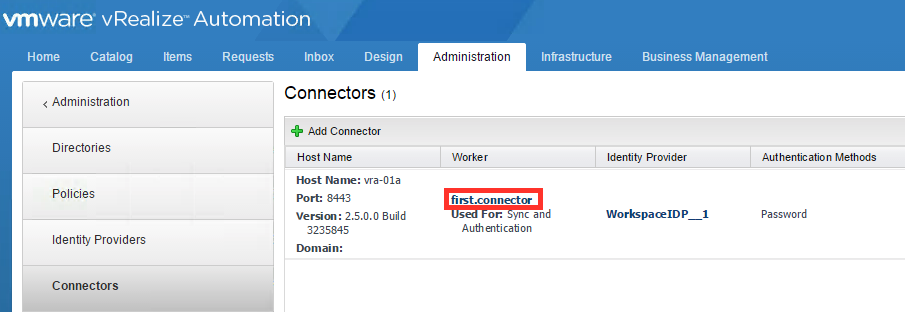 vmware® vRealize™ Automation
Home Catalog Items Requests Inbox Design Administration Infrastructure Business Management
‹ Administration
Directories
Policies
Identity Providers
Connectors
Connectors (1)
Add Connector
Host Name Worker Identity Provider Authentication Methods
Host Name: vra-01a
Port: 8443
Version: 2.5.0.0 Build
3235845
Domain:
first.connector
Used For: Sync and
Authentication
WorkspaceIDP__1
Password